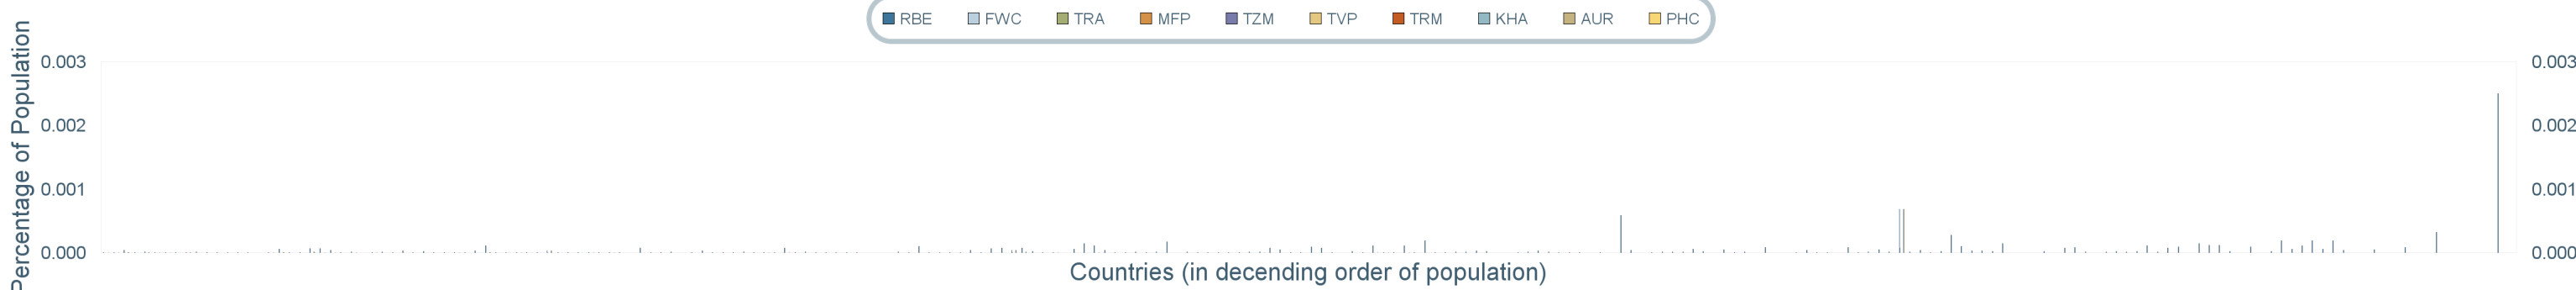 RBE FWC TRA MFP TZM TVP TRM KHA AUR PHC
Percentage of Population
0.003 0.003
0.002 0.002
0.001 0.001
0.000 0.000
Countries (in decending order of population)